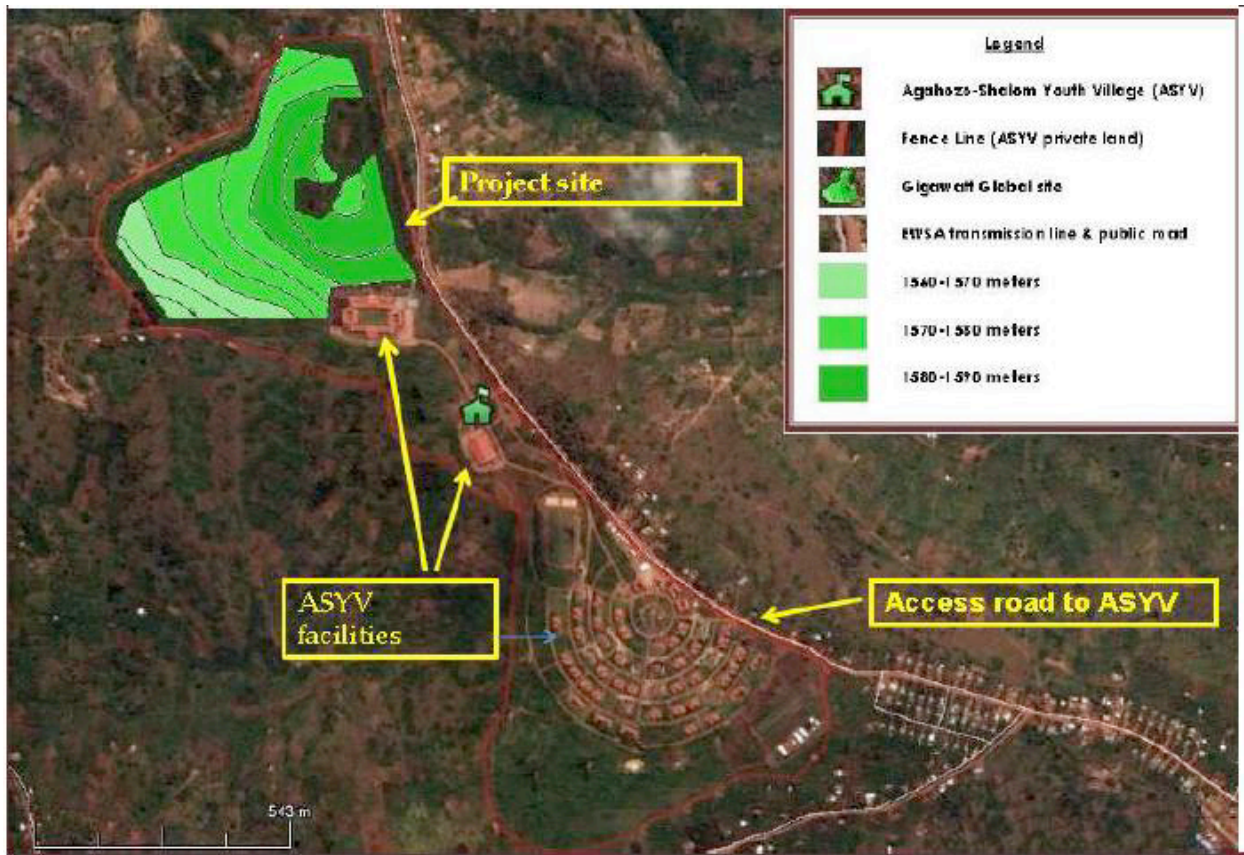 Legend
Agahozo-Shalom Youth Village (ASYV)
Fence Line (ASYV private land)
Gigawatt Global site
EWSA transmission line & public road
1560-1570 meters
1570-1580 meters
1580-1590 meters
Project site
ASYV
facilities
Access road to ASYV
543 m